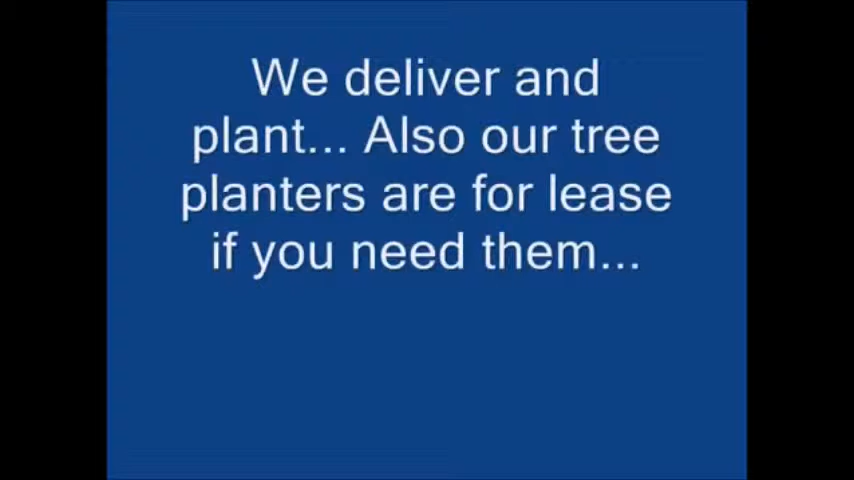 We deliver and
plant... Also our tree
planters are for lease
if you need them...